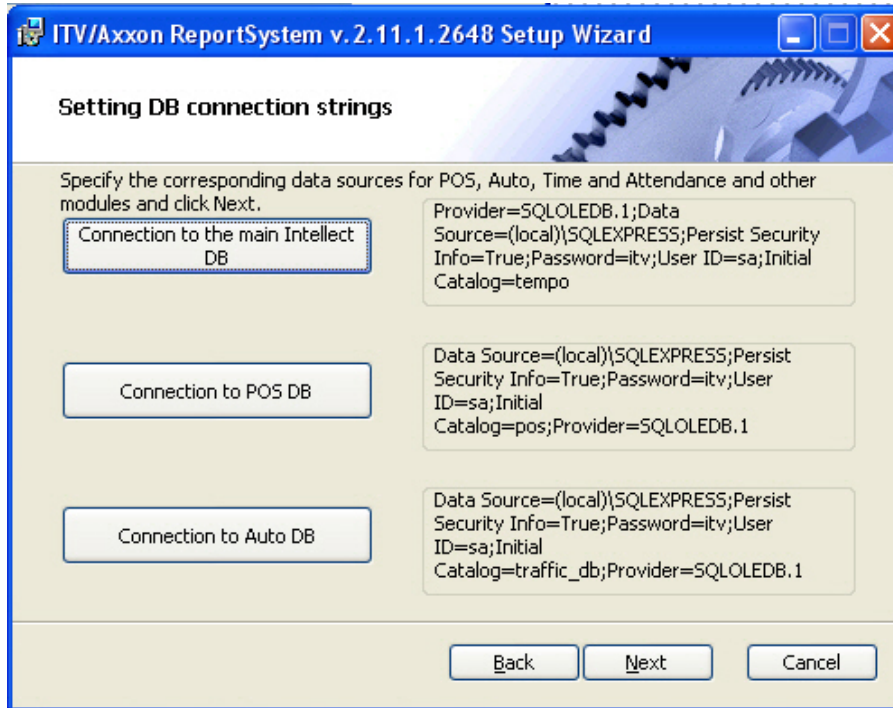 ITV/Axxon ReportSystem v.2.11.1.2648 Setup Wizard
Setting DB connection strings
Specify the corresponding data sources for POS, Auto, Time and Attendance and other
modules and click Next.
Connection to the main Intellect
DB
Provider=SQLOLEDB.1;Data
Source=(local)\SQLEXPRESS;Persist Security
Info=True;Password=itv;User ID=sa;Initial
Catalog=tempo
Connection to POS DB
Data Source=(local)\SQLEXPRESS;Persist
Security Info=True;Password=itv;User
ID=sa;Initial
Catalog=pos;Provider=SQLOLEDB.1
Connection to Auto DB
Data Source=(local)\SQLEXPRESS;Persist
Security Info=True;Password=itv;User
ID=sa;Initial
Catalog=traffic_db;Provider=SQLOLEDB.1
Back
Next
Cancel